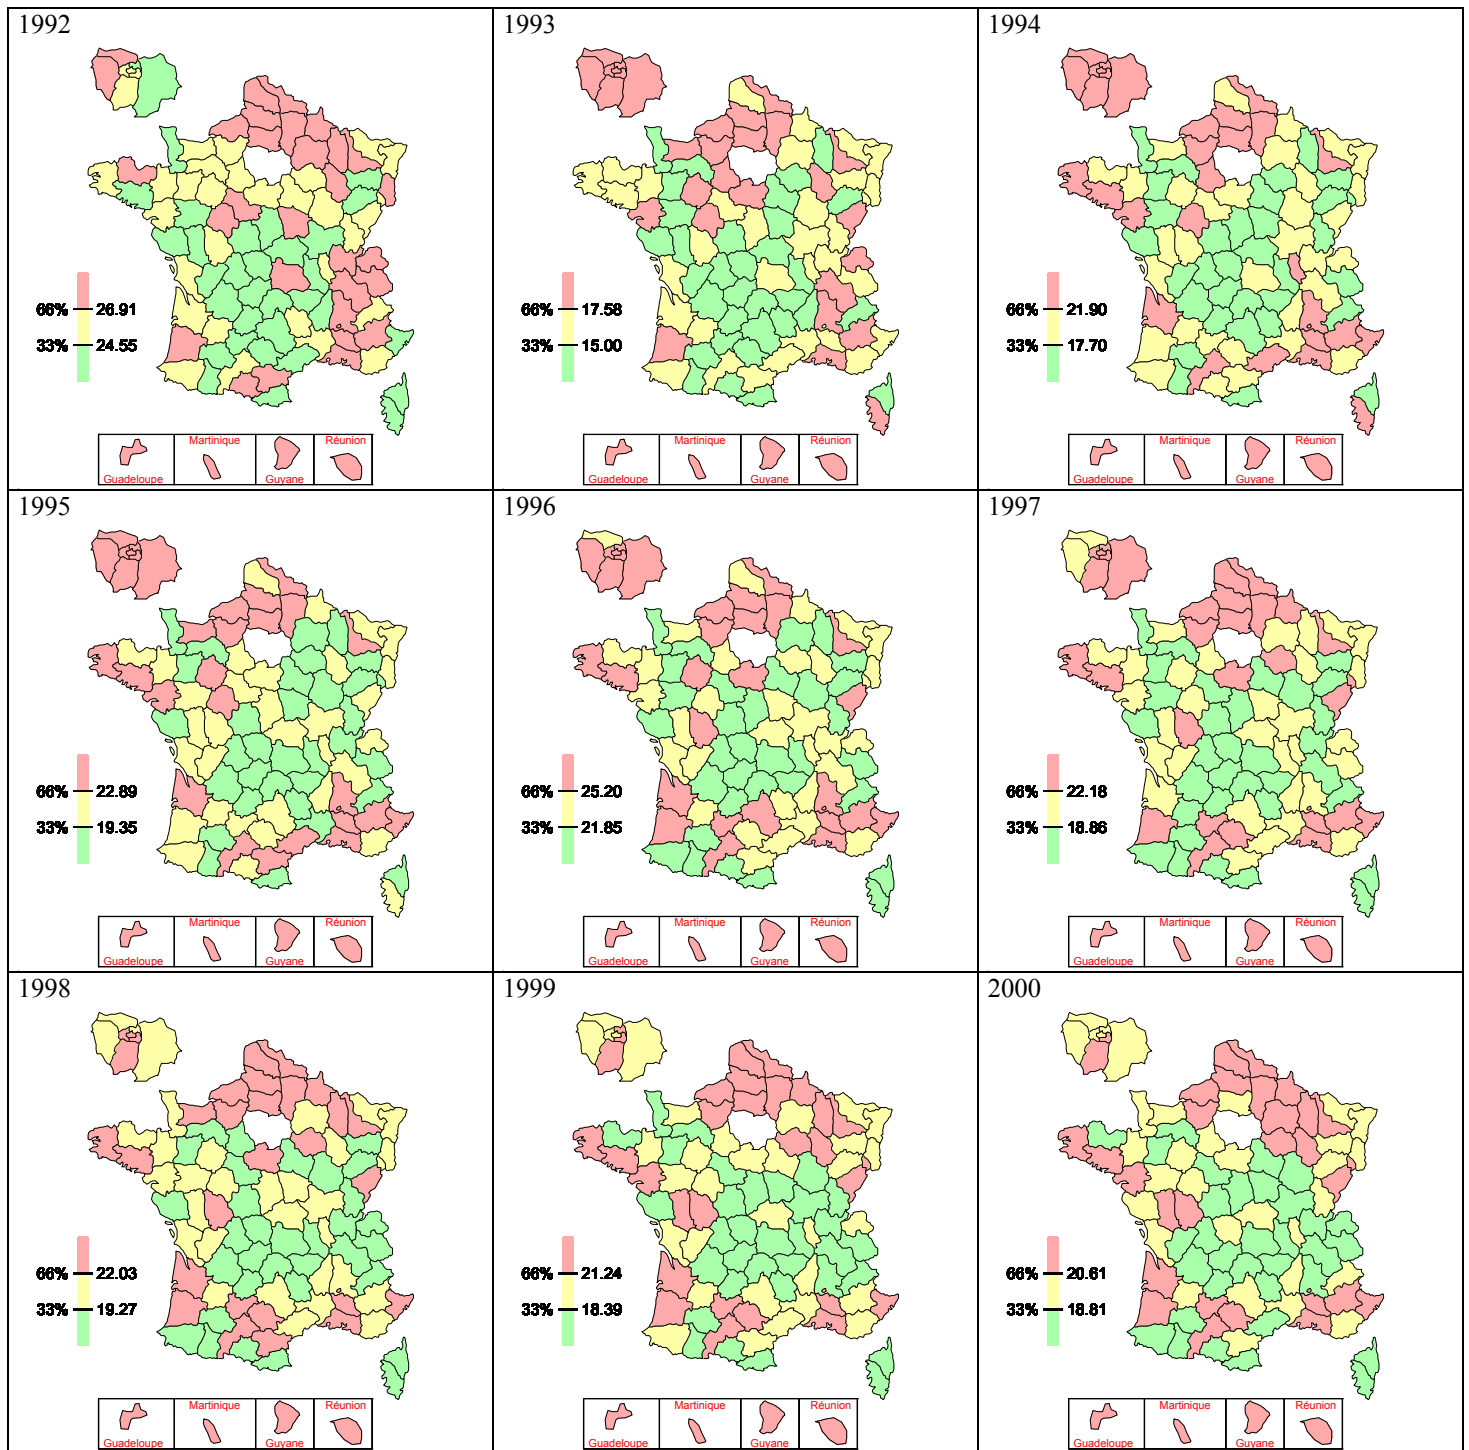 1992
66% 26.91
33% 24.55
Martinique Réunion
Guadeloupe Guyane
1993
66% 17.58
33% 15.00
Martinique Réunion
Guadeloupe Guyane
1994
66% 21.90
33% 17.70
Martinique Réunion
Guadeloupe Guyane
1995
66% 22.89
33% 19.35
Martinique Réunion
Guadeloupe Guyane
1996
66% 25.20
33% 21.85
Martinique Réunion
Guadeloupe Guyane
1997
66% 22.18
33% 18.86
Martinique Réunion
Guadeloupe Guyane
1998
66% 22.03
33% 19.27
Martinique Réunion
Guadeloupe Guyane
1999
66% 21.24
33% 18.39
Martinique Réunion
Guadeloupe Guyane
2000
66% 20.61
33% 18.81
Martinique Réunion
Guadeloupe Guyane